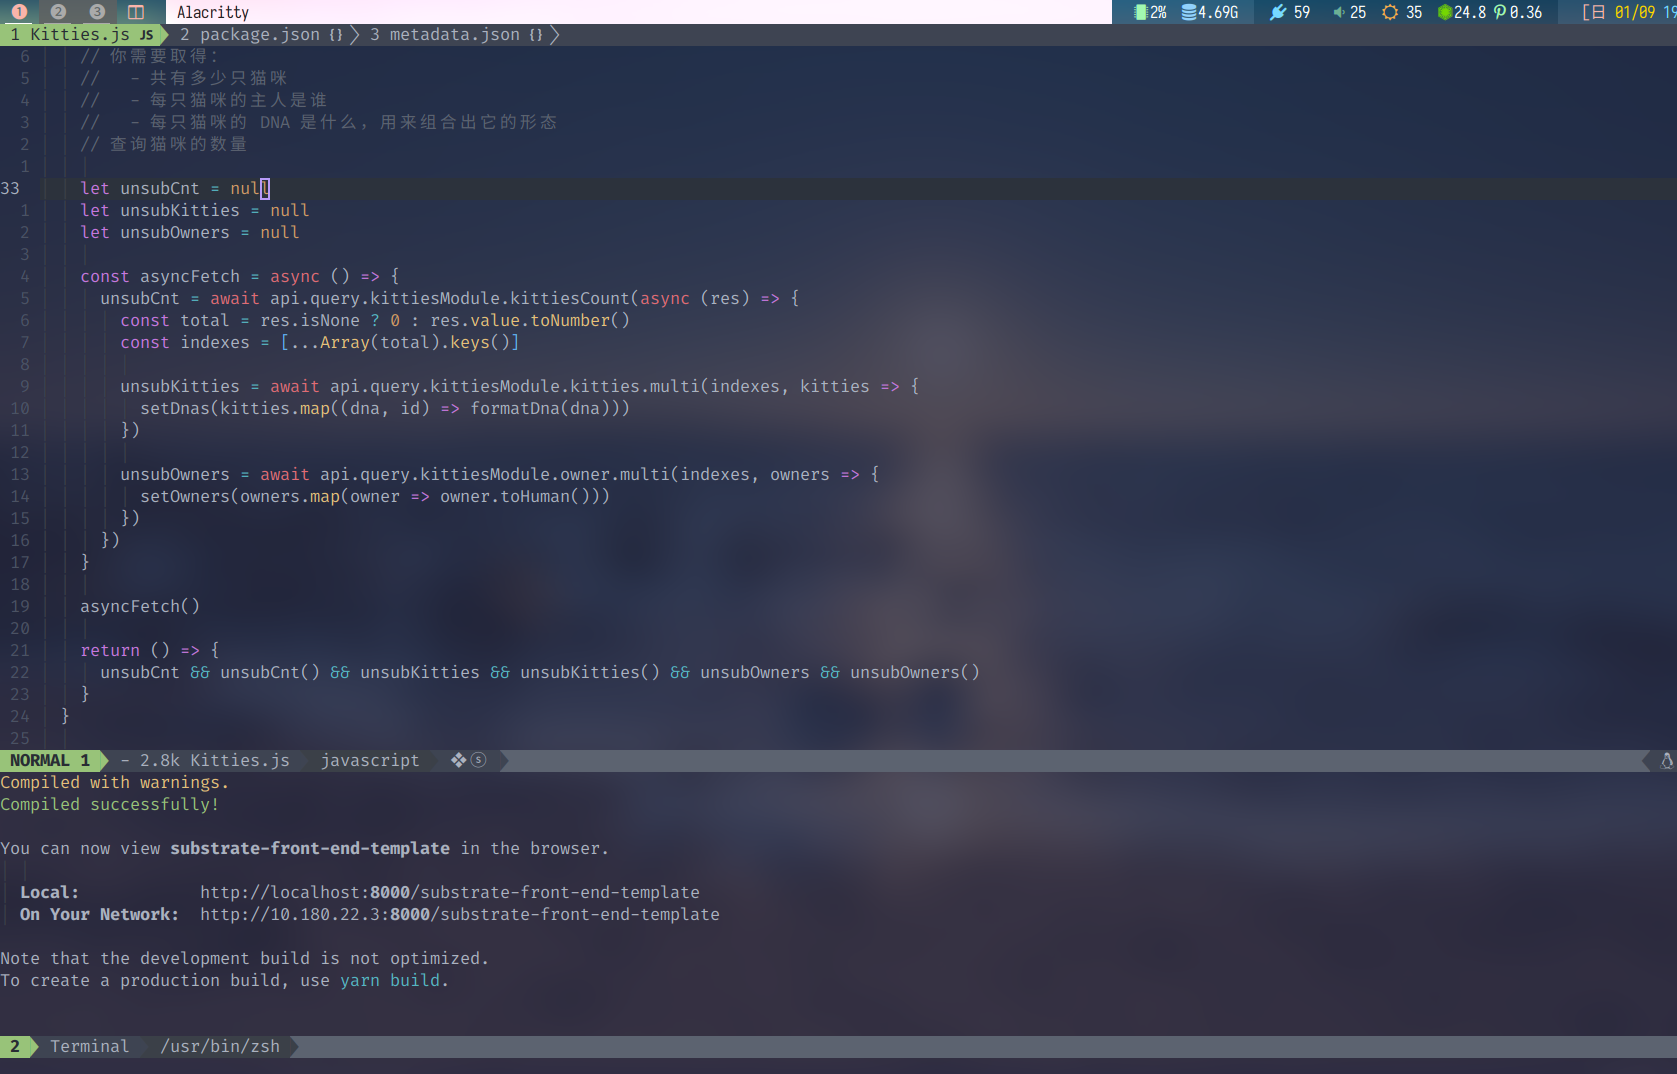 1 2 3 Alacritty 2% 4.69G 59 25 35 24.8 0.36 [日 01/09 19
1 Kitties.js JS 2 package.json {} 3 metadata.json {}
6 // 你需要取得：
5 //   - 共有多少只猫咪
4 //   - 每只猫咪的主人是谁
3 //   - 每只猫咪的 DNA 是什么，用来组合出它的形态
2 // 查询猫咪的数量
1
33 let unsubCnt = null
1 let unsubKitties = null
2 let unsubOwners = null
3
4 const asyncFetch = async () => {
5 unsubCnt = await api.query.kittiesModule.kittiesCount(async (res) => {
6 const total = res.isNone ? 0 : res.value.toNumber()
7 const indexes = [...Array(total).keys()]
8
9 unsubKitties = await api.query.kittiesModule.kitties.multi(indexes, kitties => {
10 setDnas(kitties.map((dna, id) => formatDna(dna)))
11 })
12
13 unsubOwners = await api.query.kittiesModule.owner.multi(indexes, owners => {
14 setOwners(owners.map(owner => owner.toHuman()))
15 })
16 })
17 }
18
19 asyncFetch()
20
21 return () => {
22 unsubCnt && unsubCnt() && unsubKitties && unsubKitties() && unsubOwners && unsubOwners()
23 }
24 }
25
NORMAL 1 - 2.8k Kitties.js javascript ❖ⓢ
Compiled with warnings.
Compiled successfully!
You can now view substrate-front-end-template in the browser.
Local: http://localhost:8000/substrate-front-end-template
On Your Network: http://10.180.22.3:8000/substrate-front-end-template
Note that the development build is not optimized.
To create a production build, use yarn build.
2 Terminal /usr/bin/zsh